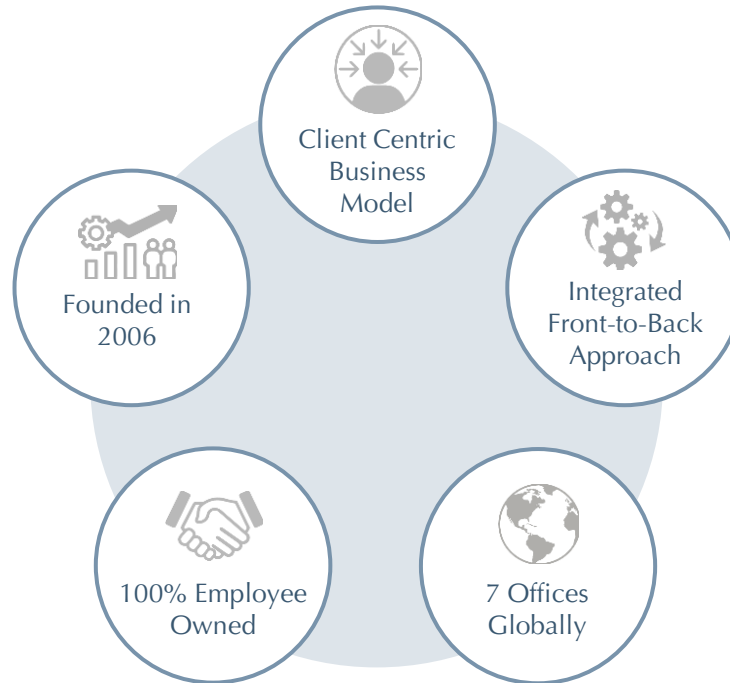 Client Centric
Business
Model
Founded in
2006
Integrated
Front-to-Back
Approach
100% Employee
Owned
7 Offices
Globally